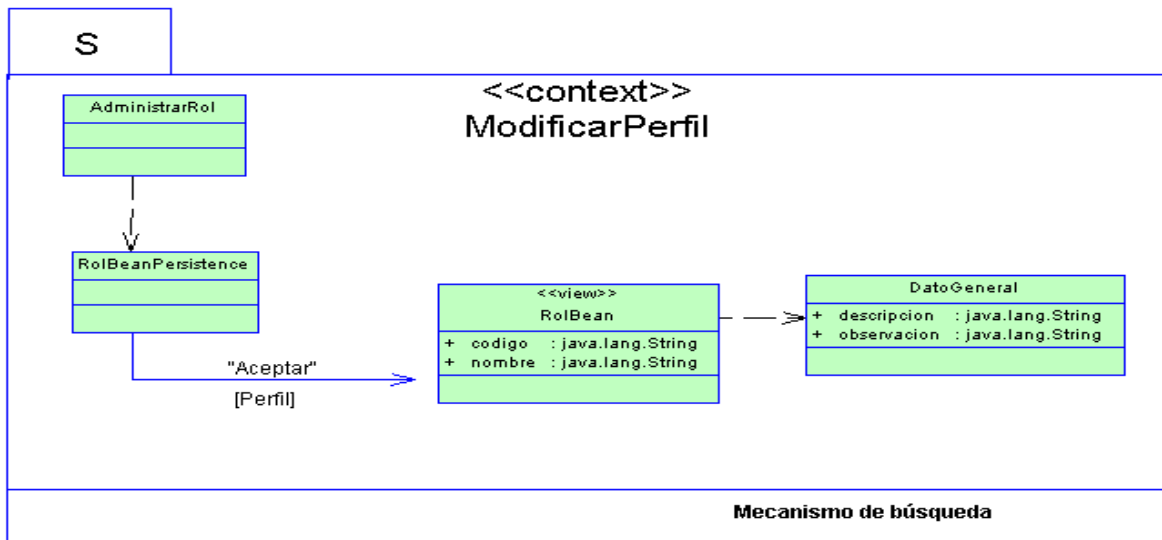 S
<<context>>
ModificarPerfil
AdministrarRol
RolBeanPersistence
"Aceptar"
[Perfil]
<<view>>
RolBean
+ codigo : java.lang.String
+ nombre : java.lang.String
DatoGeneral
+ descripcion : java.lang.String
+ observacion : java.lang.String
Mecanismo de búsqueda